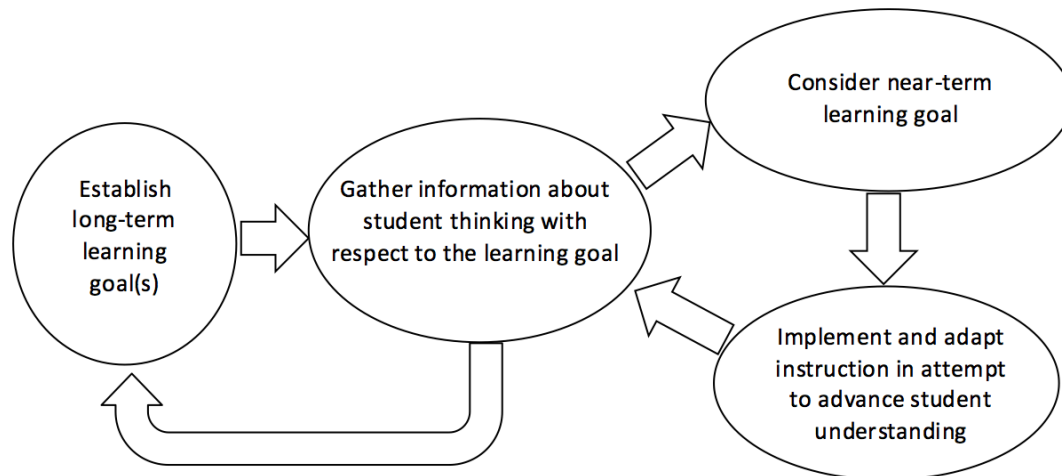 Establish
long-term
learning
goal(s)
Gather information about
student thinking with
respect to the learning goal
Consider near-term
learning goal
Implement and adapt
instruction in attempt
to advance student
understanding